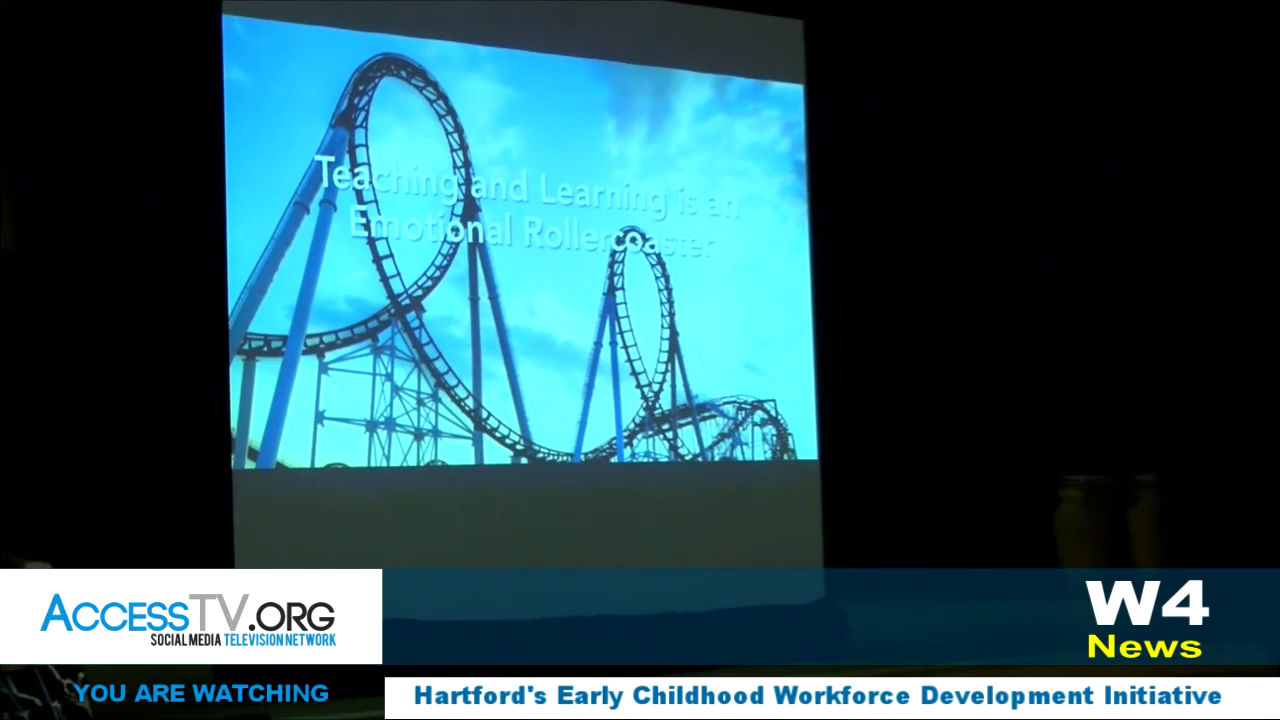 Teaching and Learning is an
Emotional Rollercoaster
ACCESSTV.ORG
SOCIAL MEDIA TELEVISION NETWORK
W4
News
YOU ARE WATCHING
Hartford's Early Childhood Workforce Development Initiative